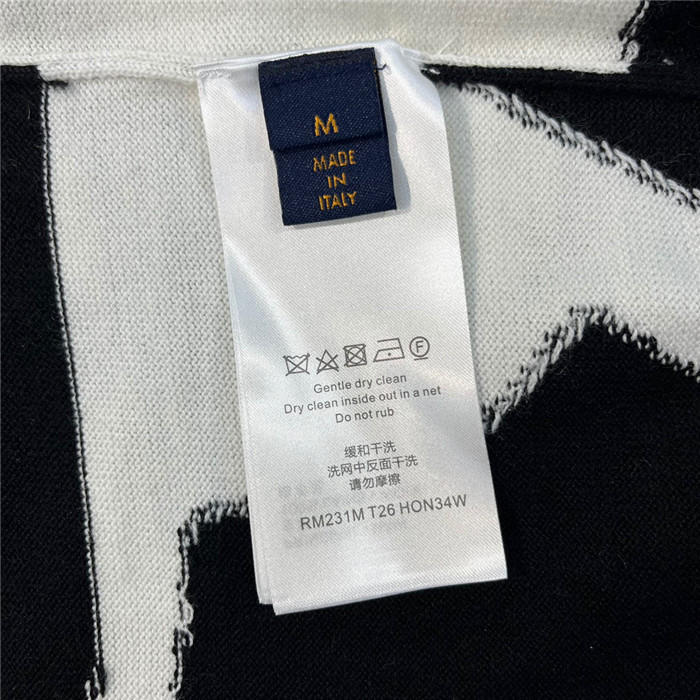 M
MADE
IN
ITALY
F
Gentle dry clean
Dry clean inside out in a net
Do not rub
缓和干洗
洗网中反面干洗
请勿摩擦
RM231M T26 HON34W